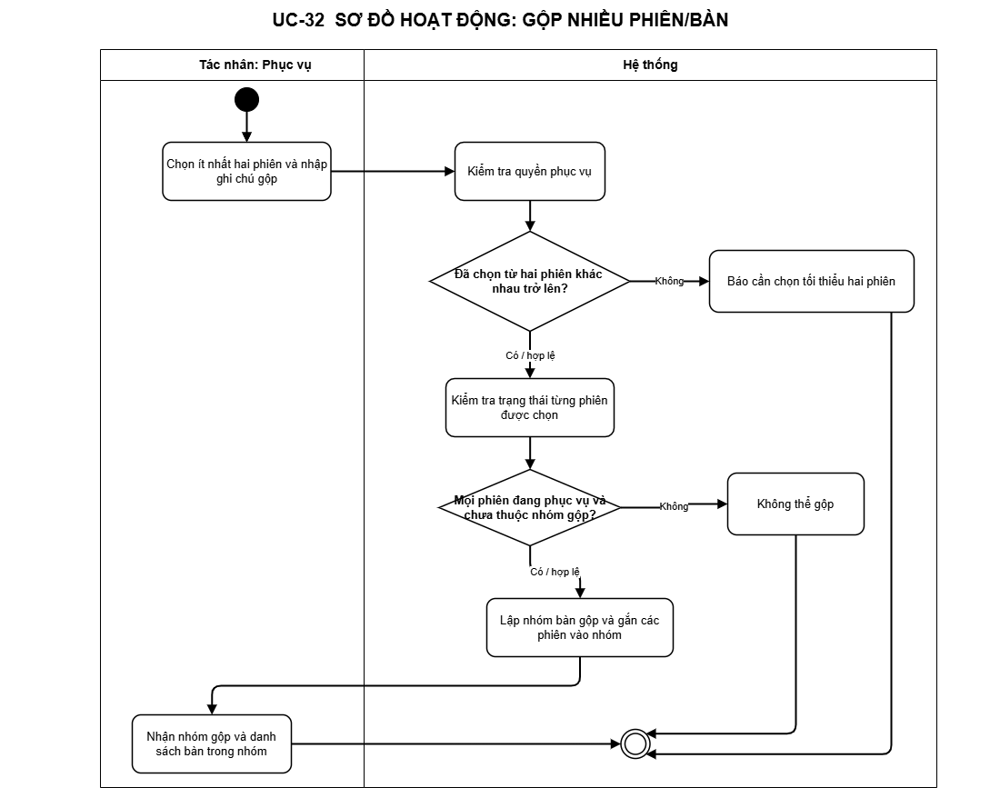 UC-32 SƠ ĐỒ HOẠT ĐỘNG: GỘP NHIỀU PHIÊN/BÀN
Tác nhân: Phục vụ
Hệ thống
Chọn ít nhất hai phiên và nhập
ghi chú gộp
Kiểm tra quyền phục vụ
Đã chọn từ hai phiên khác
nhau trở lên?
Không
Báo cần chọn tối thiểu hai phiên
Có / hợp lệ
Kiểm tra trạng thái từng phiên
được chọn
Mọi phiên đang phục vụ và
chưa thuộc nhóm gộp?
Không
Không thể gộp
Có / hợp lệ
Lập nhóm bàn gộp và gắn các
phiên vào nhóm
Nhận nhóm gộp và danh
sách bàn trong nhóm